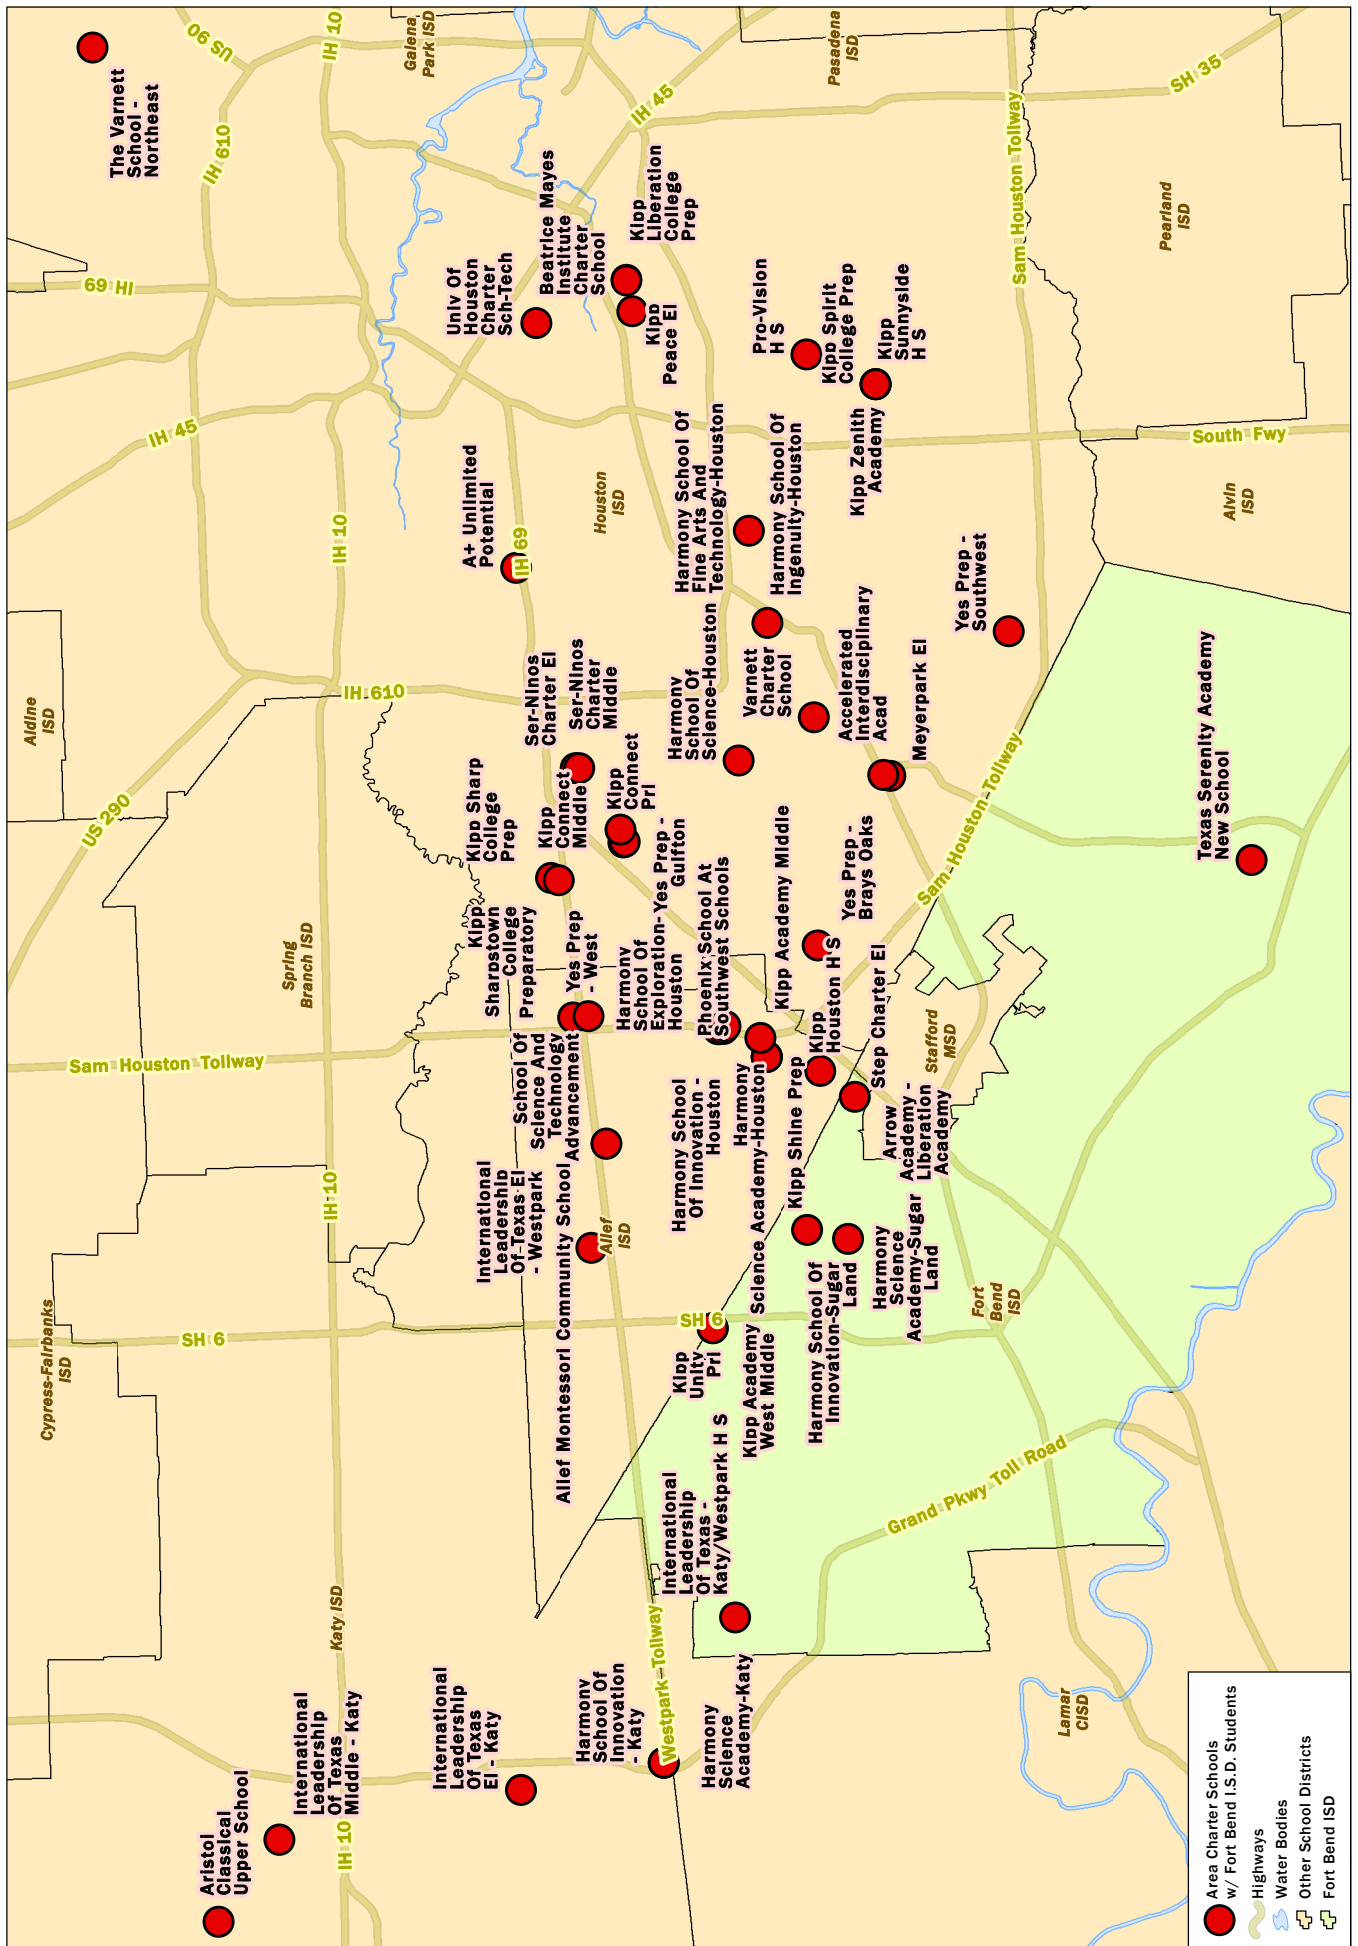 The Varnett
School -
Northeast
US 90
IH 10
Galena
Park ISD
Pasadena
ISD
SH 35
IH 45
IH 610
Sam Houston Tollway
Pearland
ISD
69 HI
Univ Of
Houston
Charter
Sch-Tech
Beatrice Mayes
Institute
Charter
School
Kipp
Liberation
College
Prep
Kipp
Peace El
Pro-Vision
H S
Kipp Spirit
College Prep
Kipp
Sunnyside
H S
Kipp Zenith
Academy
South Fwy
Alvin
ISD
IH 45
IH 10
A+ Unlimited
Potential
IH 69
Houston
ISD
Harmony School Of
Fine Arts And
Technology-Houston
Harmony School Of
Ingenuity-Houston
Yes Prep -
Southwest
Aldine
ISD
IH 610
US 290
Ser-Ninos
Charter El
Ser-Ninos
Charter
Middle
Harmony
School Of
Science-Houston
Varnett
Charter
School
Accelerated
Interdisciplinary
Acad
Meyerpark El
Texas Serenity Academy
New School
Sam Houston Tollway
Kipp Sharp
College
Prep
Kipp
Connect
Middle
Kipp
Connect
Pri
Yes Prep -
Gulfton
Kipp Academy Middle
Yes Prep -
Brays Oaks
Spring
Branch ISD
Kipp
Sharpstown
College
Preparatory
Yes Prep
- West
Harmony
School Of
Exploration-
Houston
Phoenix School At
Southwest Schools
Kipp
Houston H S
Step Charter El
Stafford
MSD
Sam Houston Tollway
School Of
Science And
Technology
Advancement
Harmony School
Of Innovation -
Houston
Harmony
Science Academy-Houston
Kipp Shine Prep
Arrow
Academy -
Liberation
Academy
IH 10
International
Leadership
Of Texas El
- Westpark
Alief Montessori Community School
Alief
ISD
Harmony School Of
Innovation-Sugar
Land
Harmony
Science
Academy-Sugar
Land
Fort
Bend
ISD
Cypress-Fairbanks
ISD
SH 6
SH 6
Kipp
Unity
Pri
Kipp Academy
West Middle
Grand Pkwy Toll Road
International
Leadership
Of Texas -
Katy/Westpark H S
Katy ISD
Westpark Tollway
Lamar
CISD
Harmony
School Of
Innovation
- Katy
Harmony
Science
Academy-Katy
International
Leadership
Of Texas
El - Katy
International
Leadership
Of Texas
Middle - Katy
IH 10
Aristoi
Classical
Upper School
Area Charter Schools
w/ Fort Bend I.S.D. Students
Highways
Water Bodies
Other School Districts
Fort Bend ISD